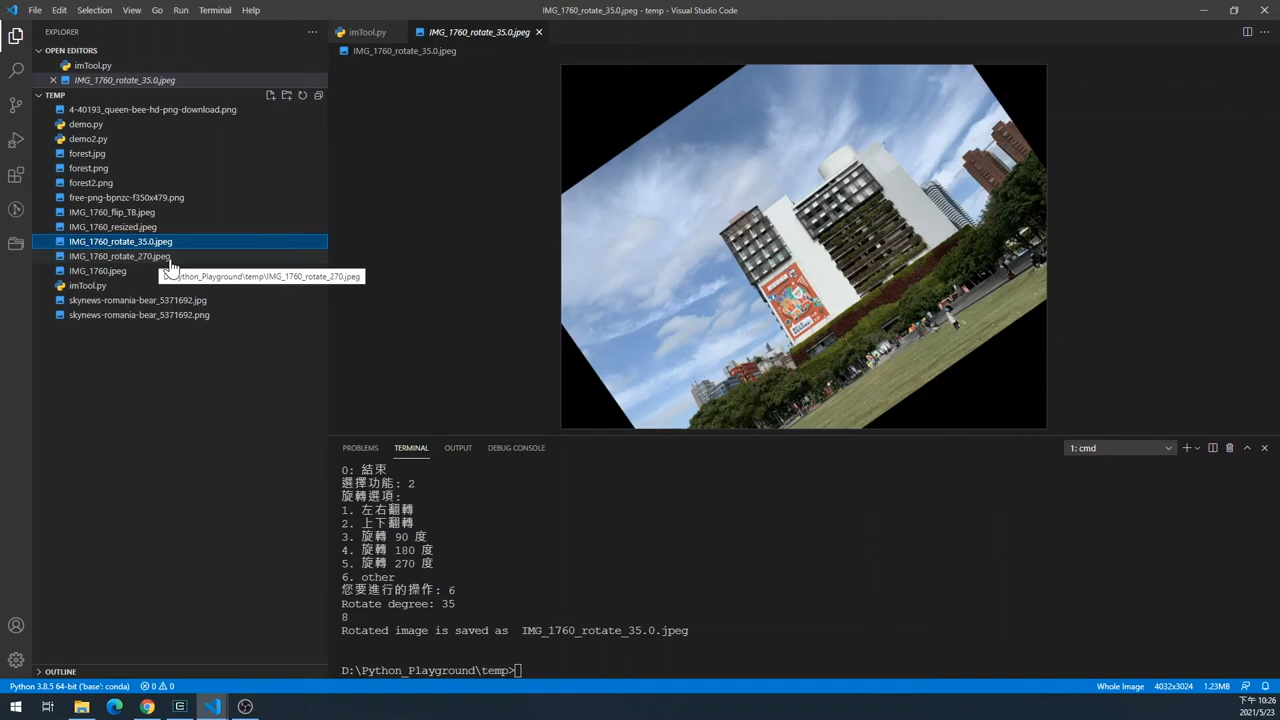 File Edit Selection View Go Run Terminal Help
IMG_1760_rotate_35.0.jpeg - temp - Visual Studio Code
EXPLORER
OPEN EDITORS
imTool.py
IMG_1760_rotate_35.0.jpeg
TEMP
4-40193_queen-bee-hd-png-download.png
demo.py
demo2.py
forest.jpg
forest.png
forest2.png
free-png-bpnzc-f350x479.png
IMG_1760_flip_TB.jpeg
IMG_1760_resized.jpeg
IMG_1760_rotate_35.0.jpeg
IMG_1760_rotate_270.jpeg
IMG_1760.jpeg
imTool.py
skynews-romania-bear_5371692.jpg
skynews-romania-bear_5371692.png
OUTLINE
imTool.py
IMG_1760_rotate_35.0.jpeg
IMG_1760_rotate_35.0.jpeg
PROBLEMS TERMINAL OUTPUT DEBUG CONSOLE
1: cmd
0: 結束
選擇功能: 2
旋轉選項:
1. 左右翻轉
2. 上下翻轉
3. 旋轉 90 度
4. 旋轉 180 度
5. 旋轉 270 度
6. other
您要進行的操作: 6
Rotate degree: 35
8
Rotated image is saved as IMG_1760_rotate_35.0.jpeg
D:\Python_Playground\temp>
Python 3.8.5 64-bit ('base': conda) 0 0
Whole Image 4032x3024 1.23MB
下午 10:26
2021/5/23